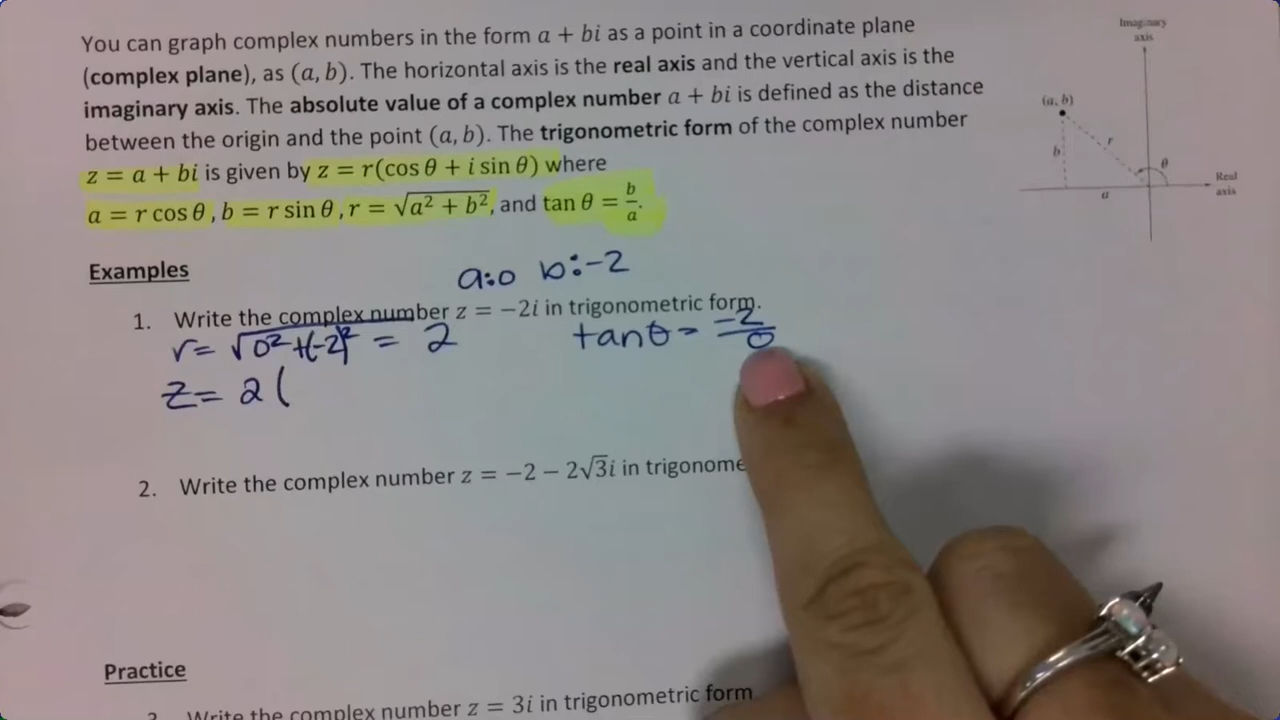 You can graph complex numbers in the form a + bi as a point in a coordinate plane
(complex plane), as (a, b). The horizontal axis is the real axis and the vertical axis is the
imaginary axis. The absolute value of a complex number a + bi is defined as the distance
between the origin and the point (a, b). The trigonometric form of the complex number
z = a + bi is given by z = r(cos θ + i sin θ) where
a = r cos θ , b = r sin θ , r = √a² + b², and tan θ = b/a.
Imaginary
axis
(a, b)
r
b
θ
Real
axis
a
Examples
a:0 b:-2
1. Write the complex number z = −2i in trigonometric form.
r= √0²+(-2)² = 2 tanθ= -2/0
z= 2(
2. Write the complex number z = −2 − 2√3i in trigonome
Practice
Write the complex number z = 3i in trigonometric form